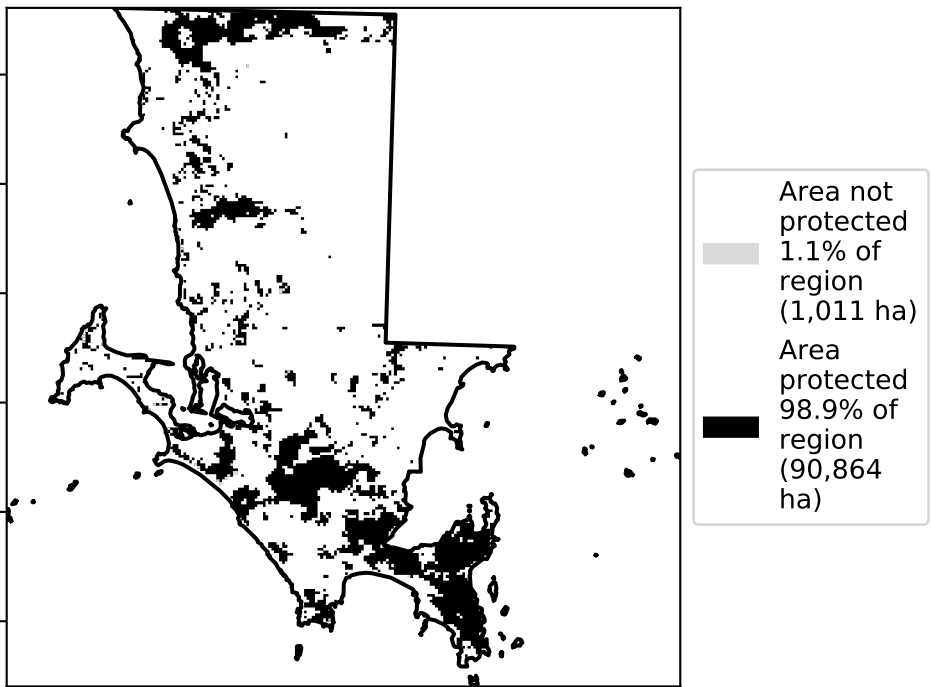 Area not
protected
1.1% of
region
(1,011 ha)
Area
protected
98.9% of
region
(90,864
ha)